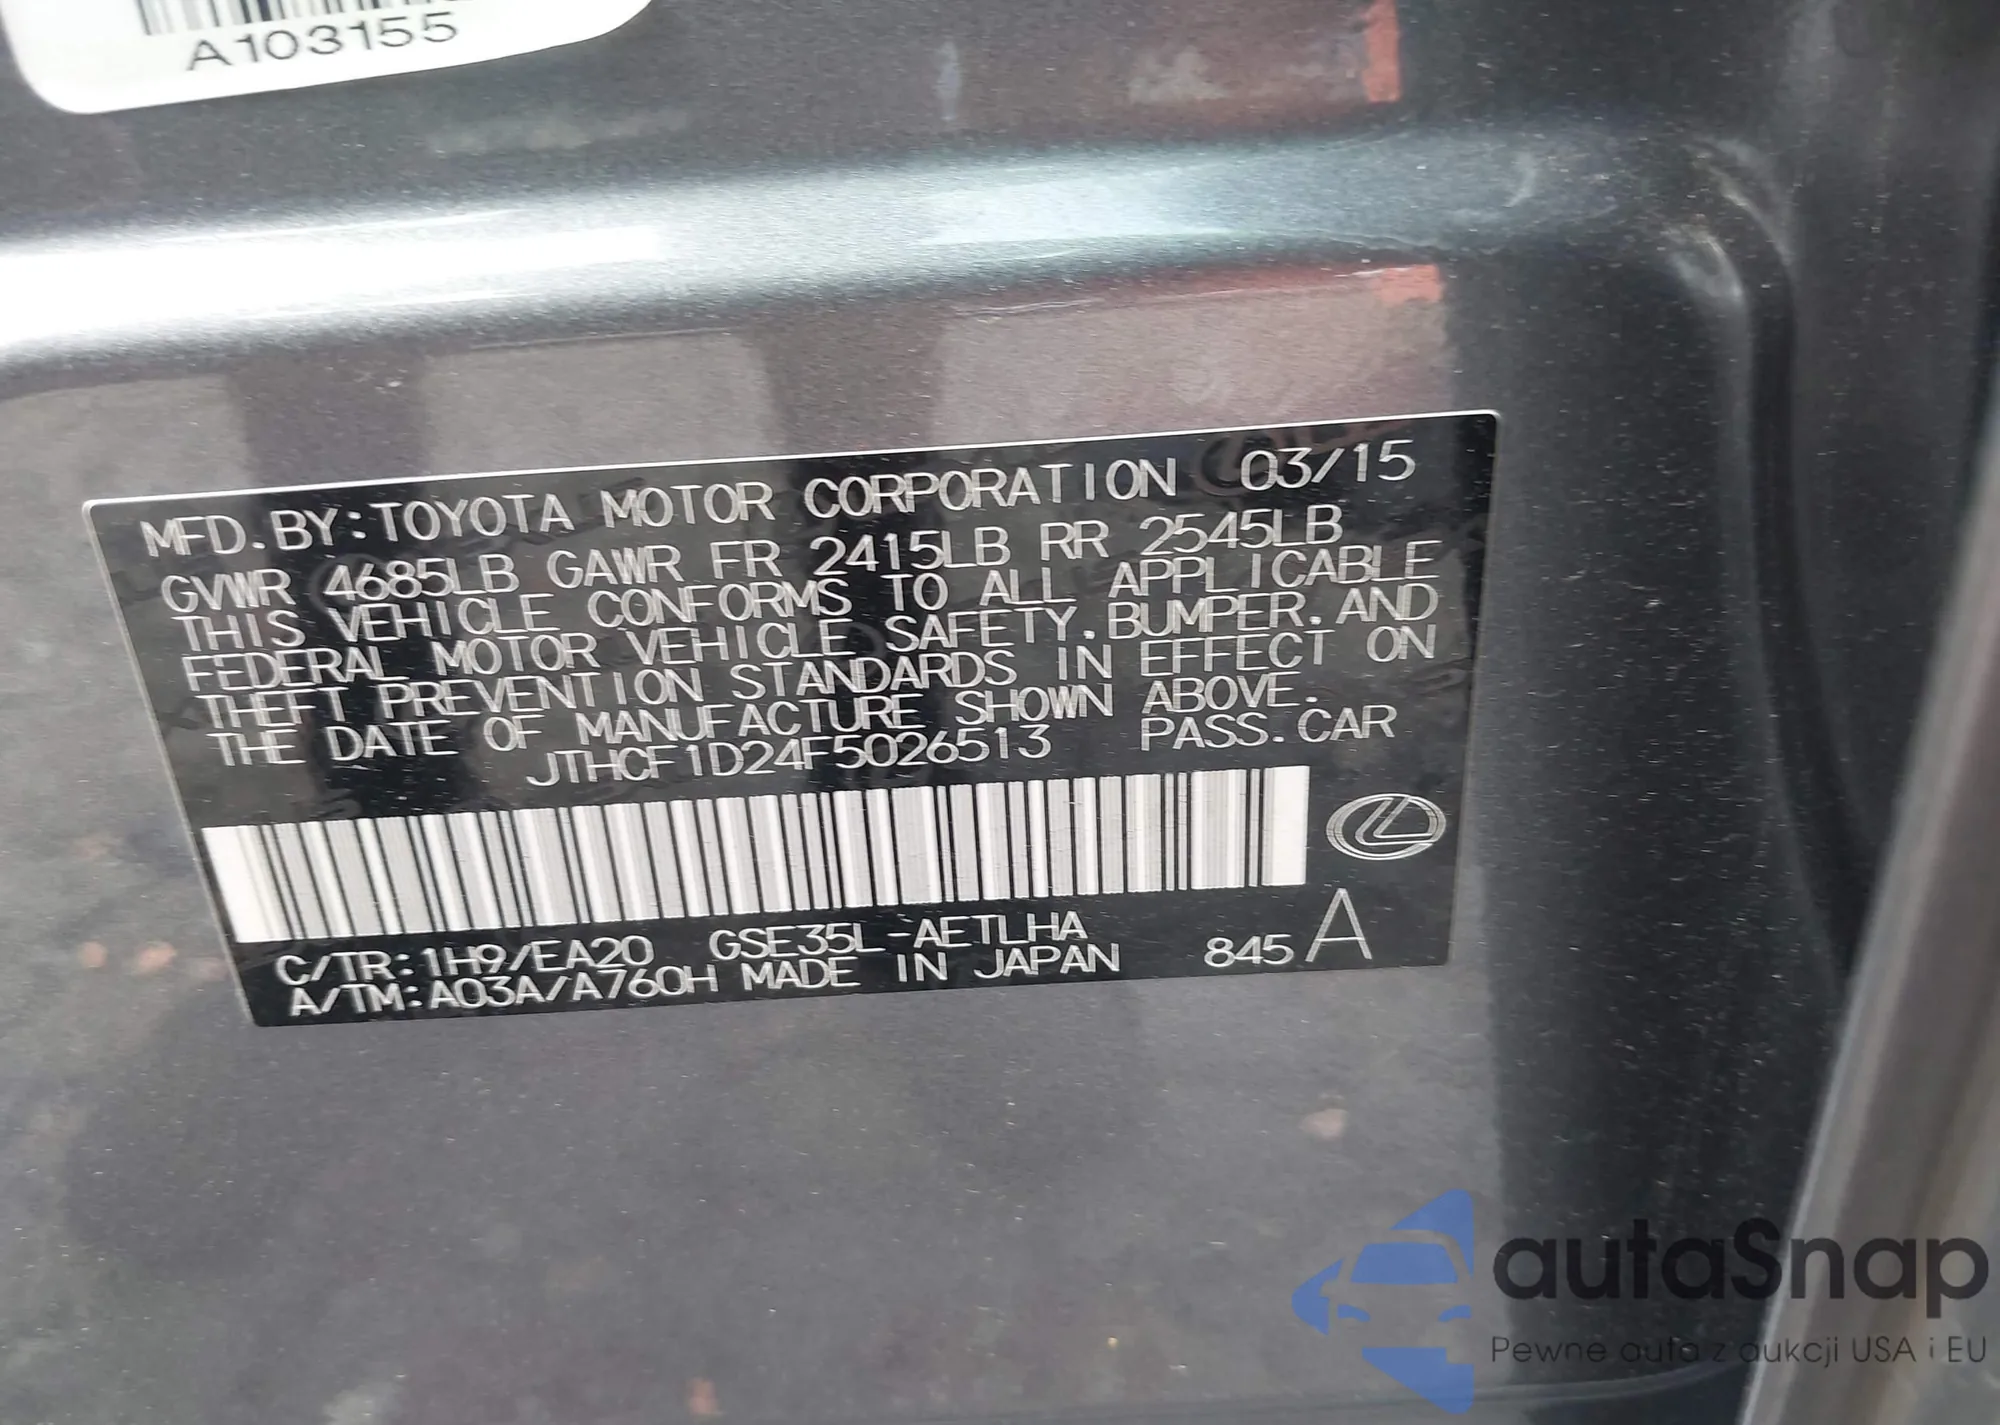 A103155
MFD.BY:TOYOTA MOTOR CORPORATION 03/15
GVWR 4685LB GAWR FR 2415LB RR 2545LB
THIS VEHICLE CONFORMS TO ALL APPLICABLE
FEDERAL MOTOR VEHICLE SAFETY.BUMPER.AND
THEFT PREVENTION STANDARDS IN EFFECT ON
THE DATE OF MANUFACTURE SHOWN ABOVE.
JTHCF1D24F5026513 PASS.CAR
C/TR:1H9/EA20 GSE35L-AETLHA
A/TM:A03A/A760H MADE IN JAPAN 845 A
autaSnap
Pewne auta z aukcji USA i EU